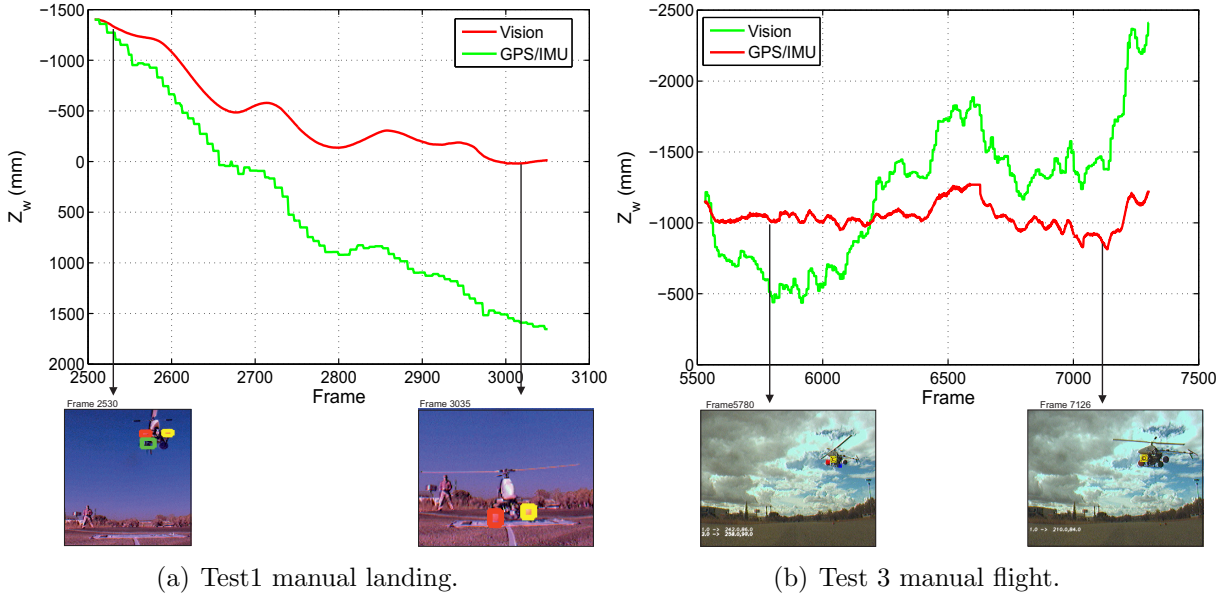 −1500
−1000
−500
0
500
1000
1500
2000
Z_w (mm)
2500 2600 2700 2800 2900 3000 3100
Frame
Vision
GPS/IMU
Frame 2530
Frame 3035
(a) Test1 manual landing.
−2500
−2000
−1500
−1000
−500
0
Z_w (mm)
5500 6000 6500 7000 7500
Frame
Vision
GPS/IMU
Frame5780
Frame 7126
(b) Test 3 manual flight.